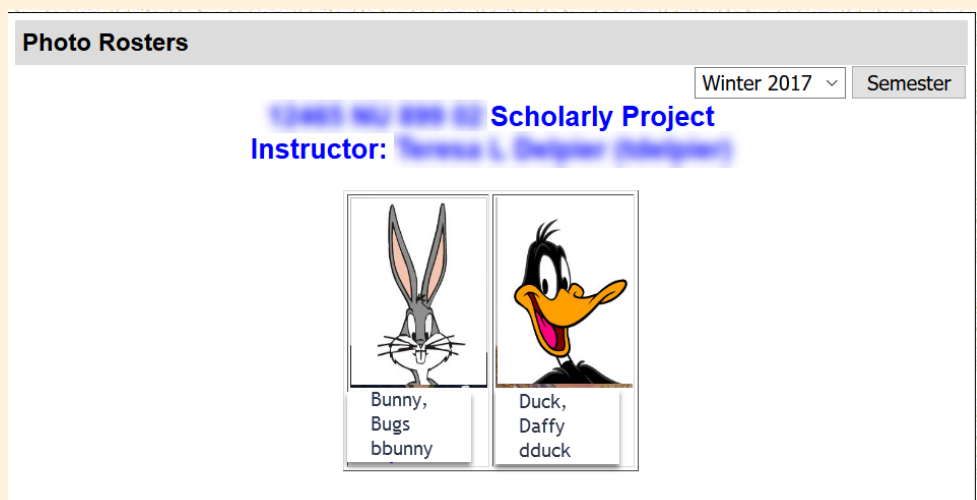 Photo Rosters
Winter 2017 Semester
Scholarly Project
Instructor:
Bunny,
Bugs
bbunny
Duck,
Daffy
dduck